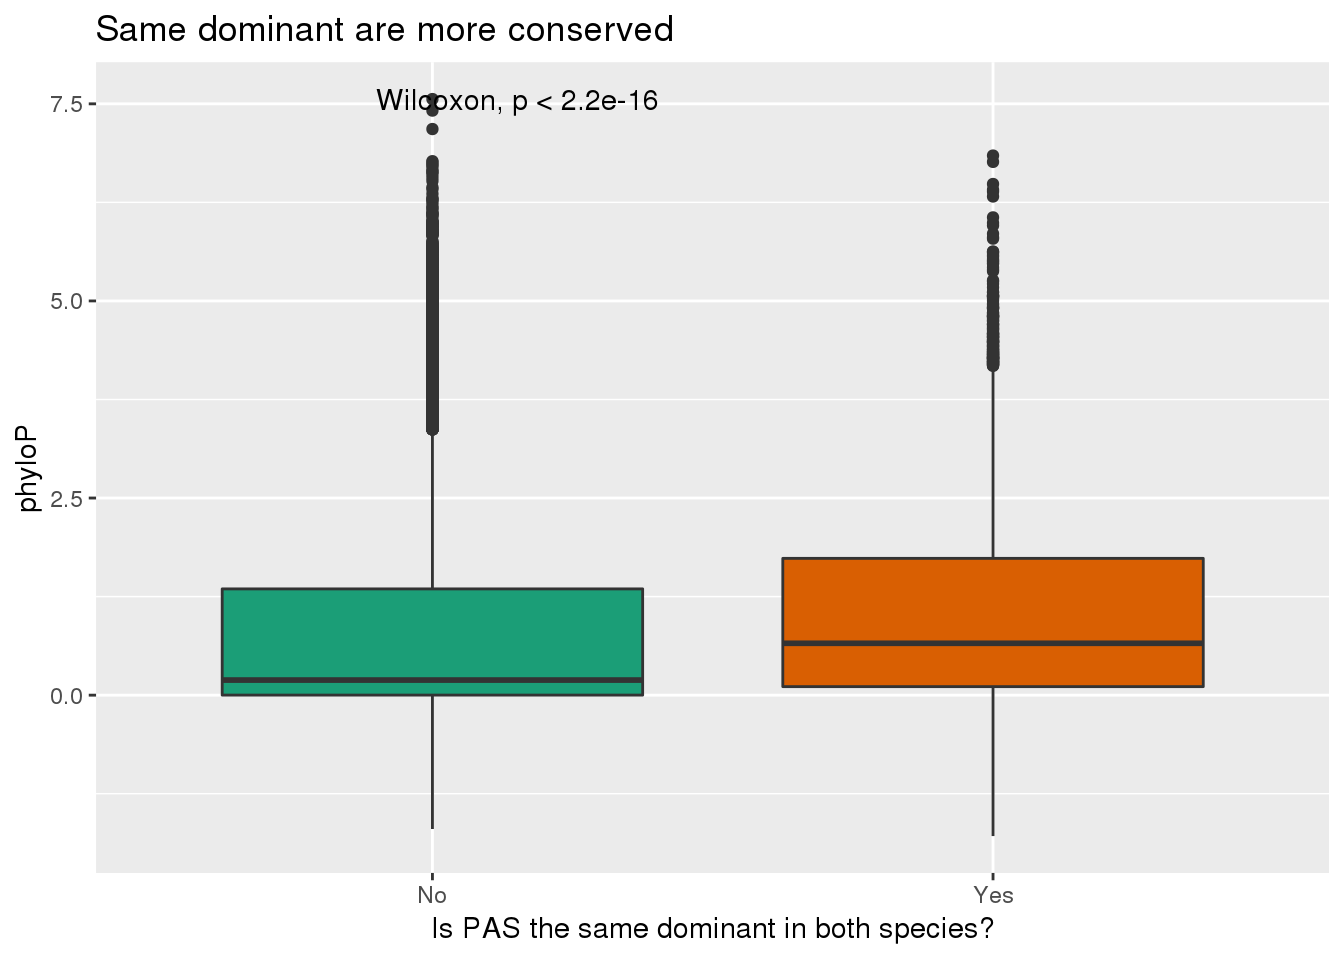 Same dominant are more conserved
Wilcoxon, p < 2.2e-16
7.5
5.0
2.5
0.0
phyloP
No
Yes
Is PAS the same dominant in both species?